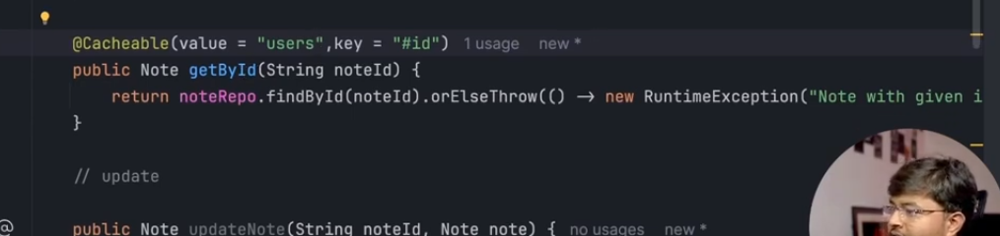 @Cacheable(value = "users",key = "#id") 1 usage new *
public Note getById(String noteId) {
return noteRepo.findById(noteId).orElseThrow(() → new RuntimeException("Note with given i
}
// update
@ public Note updateNote(String noteId, Note note) { no usages new *